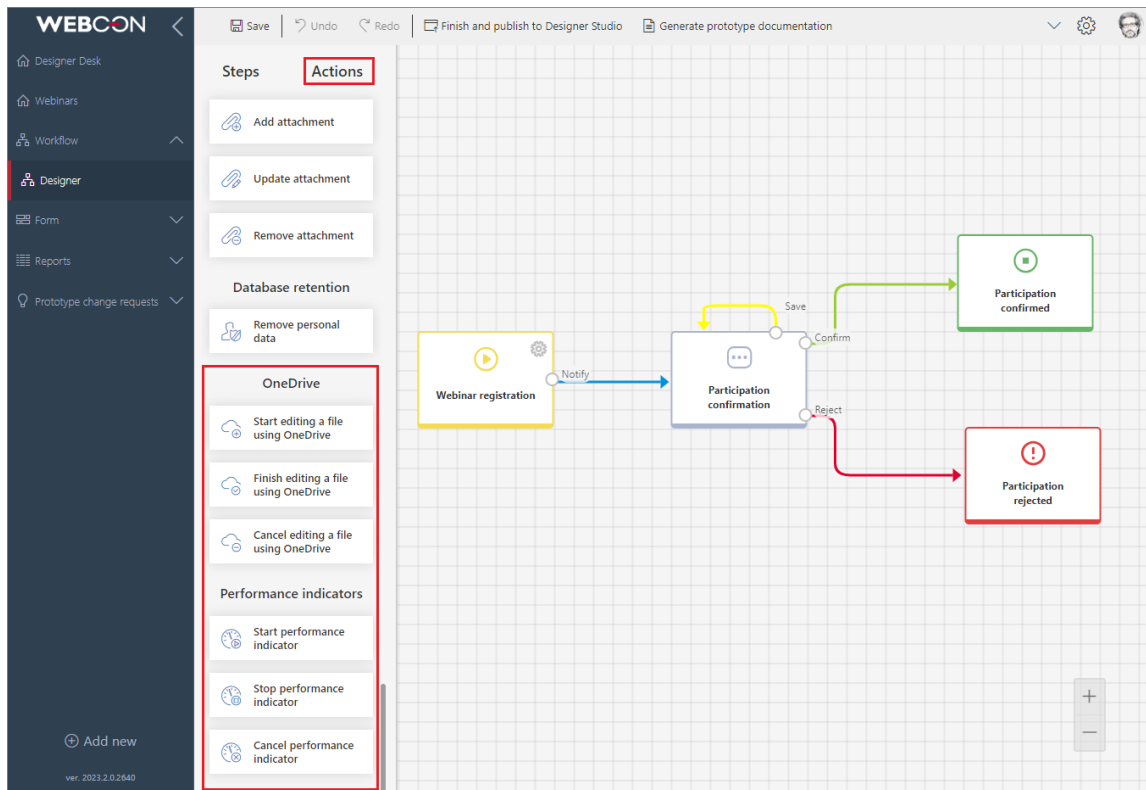 WEBCON
Save
Undo
Redo
Finish and publish to Designer Studio
Generate prototype documentation
Designer Desk
Webinars
Workflow
Designer
Form
Reports
Prototype change requests
Add new
ver. 2023.2.0.2640
Steps
Actions
Add attachment
Update attachment
Remove attachment
Database retention
Remove personal
data
OneDrive
Start editing a file
using OneDrive
Finish editing a file
using OneDrive
Cancel editing a file
using OneDrive
Performance indicators
Start performance
indicator
Stop performance
indicator
Cancel performance
indicator
Webinar registration
Notify
Participation
confirmation
Save
Confirm
Reject
Participation
confirmed
Participation
rejected